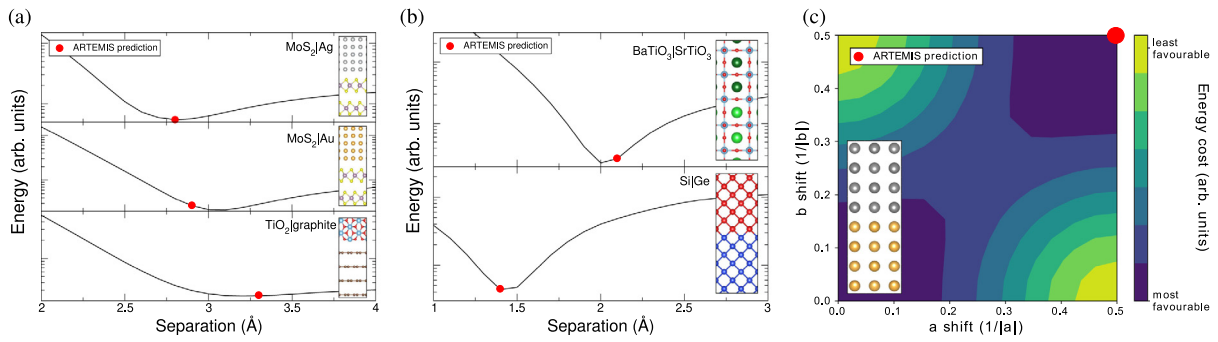 (a)
ARTEMIS prediction
MoS₂|Ag
MoS₂|Au
TiO₂|graphite
Energy (arb. units)
2
2.5
3
3.5
4
Separation (Å)
(b)
ARTEMIS prediction
BaTiO₃|SrTiO₃
Si|Ge
Energy (arb. units)
1
1.5
2
2.5
3
Separation (Å)
(c)
ARTEMIS prediction
b shift (1/|b|)
0.5
0.4
0.3
0.2
0.1
0.0
0.0
0.1
0.2
0.3
0.4
0.5
a shift (1/|a|)
least
favourable
most
favourable
Energy cost (arb. units)